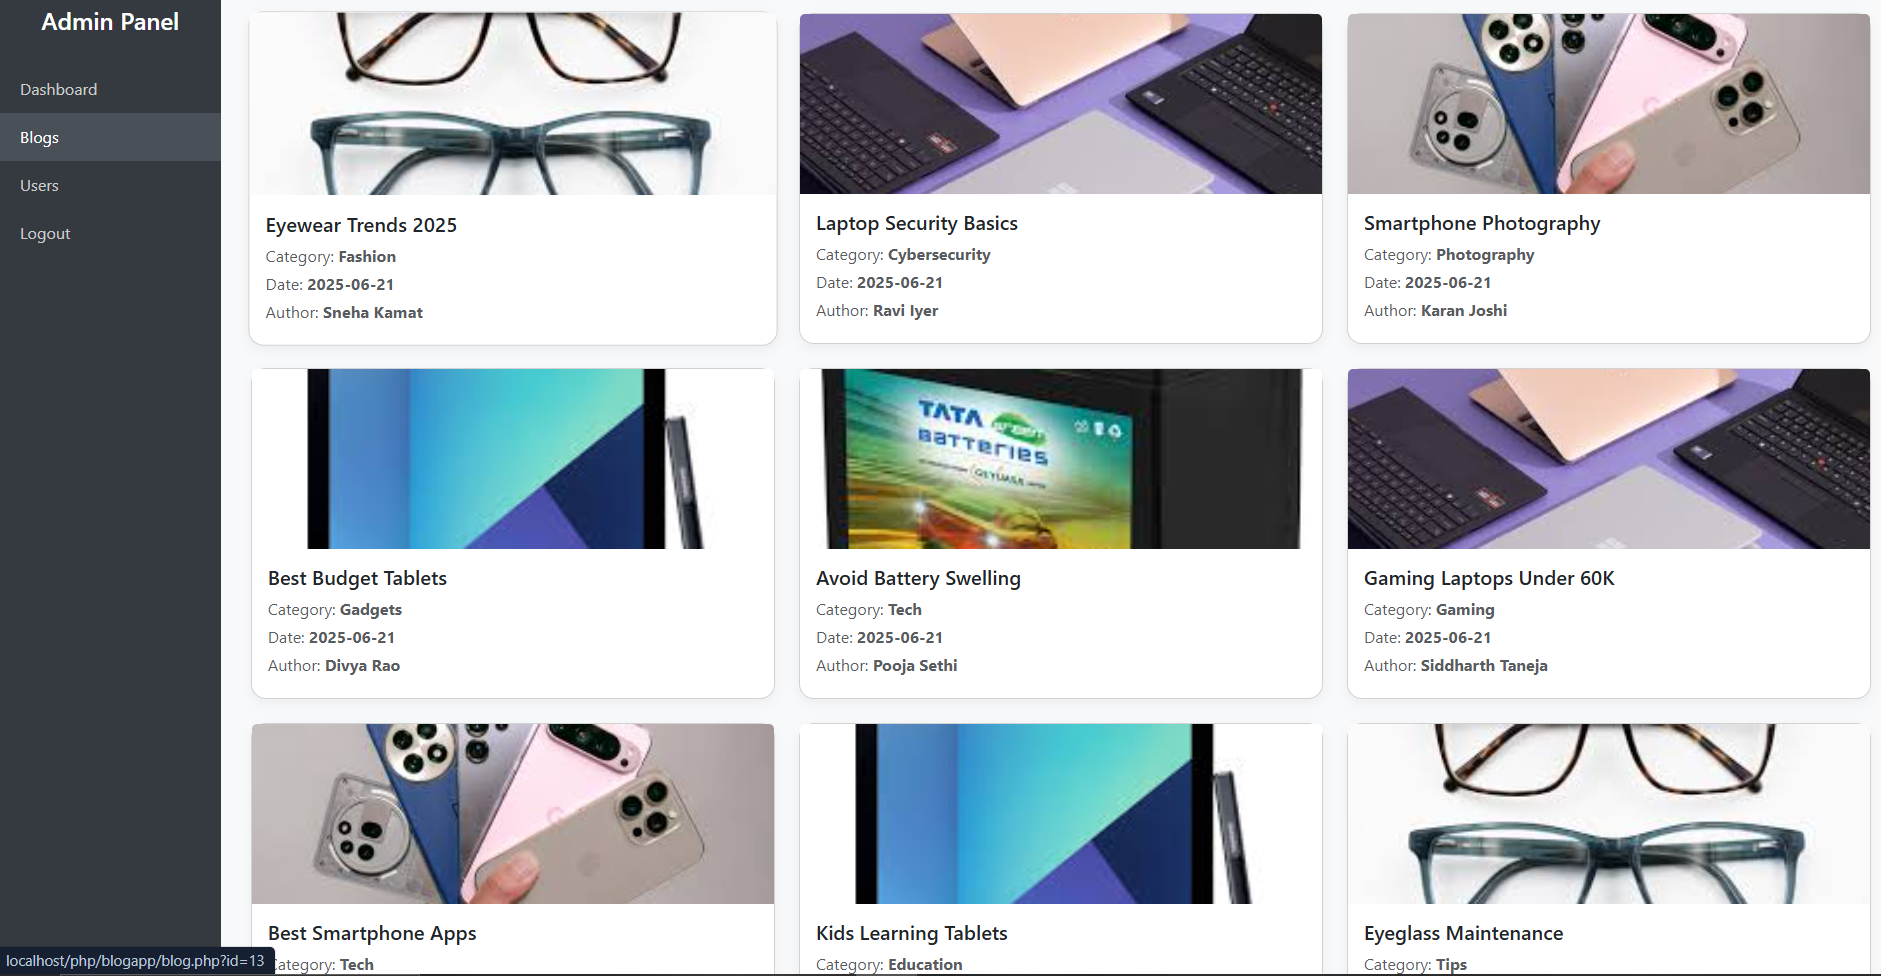 Admin Panel
Dashboard
Blogs
Users
Logout
Eyewear Trends 2025
Category: Fashion
Date: 2025-06-21
Author: Sneha Kamat
Laptop Security Basics
Category: Cybersecurity
Date: 2025-06-21
Author: Ravi Iyer
Smartphone Photography
Category: Photography
Date: 2025-06-21
Author: Karan Joshi
Best Budget Tablets
Category: Gadgets
Date: 2025-06-21
Author: Divya Rao
TATA
green
BATTERIES
Avoid Battery Swelling
Category: Tech
Date: 2025-06-21
Author: Pooja Sethi
Gaming Laptops Under 60K
Category: Gaming
Date: 2025-06-21
Author: Siddharth Taneja
Best Smartphone Apps
Category: Tech
Kids Learning Tablets
Category: Education
Eyeglass Maintenance
Category: Tips
localhost/php/blogapp/blog.php?id=13